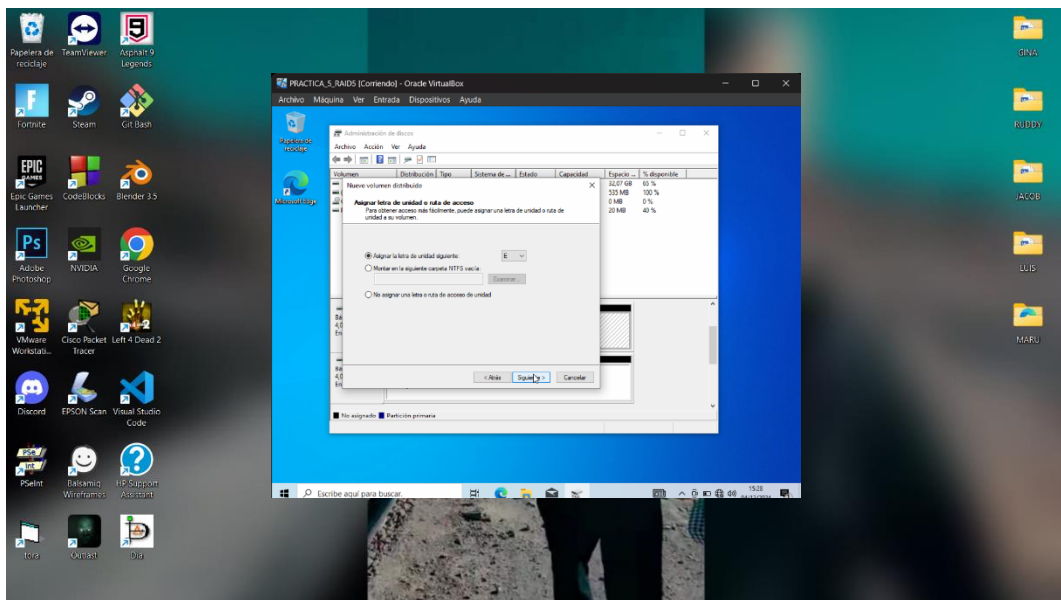 Papelera de reciclaje
TeamViewer
Asphalt 9 Legends
Fortnite
Steam
Git Bash
Epic Games Launcher
CodeBlocks
Blender 3.5
Adobe Photoshop
NVIDIA
Google Chrome
VMware Workstati...
Cisco Packet Tracer
Left 4 Dead 2
Discord
EPSON Scan
Visual Studio Code
PSeInt
Balsamiq Wireframes
HP Support Assistant
tora
Outlast
Dia
GINA
RUDDY
JACOB
LUIS
MARU
PRACTICA_5_RAID5 [Corriendo] - Oracle VirtualBox
Archivo Máquina Ver Entrada Dispositivos Ayuda
Papelera de reciclaje
Microsoft Edge
Administración de discos
Archivo Acción Ver Ayuda
Volumen Distribución Tipo Sistema de ... Estado Capacidad Espacio ... % disponible
32,07 GB 65 %
535 MB 100 %
0 MB 0 %
20 MB 40 %
Nuevo volumen distribuido
Asignar letra de unidad o ruta de acceso
Para obtener acceso más fácilmente, puede asignar una letra de unidad o ruta de
unidad a su volumen.
Asignar la letra de unidad siguiente: E
Montar en la siguiente carpeta NTFS vacía:
Examinar...
No asignar una letra o ruta de acceso de unidad
< Atrás Siguiente > Cancelar
No asignado Partición primaria
Escribe aquí para buscar.
15:28
04/12/2024